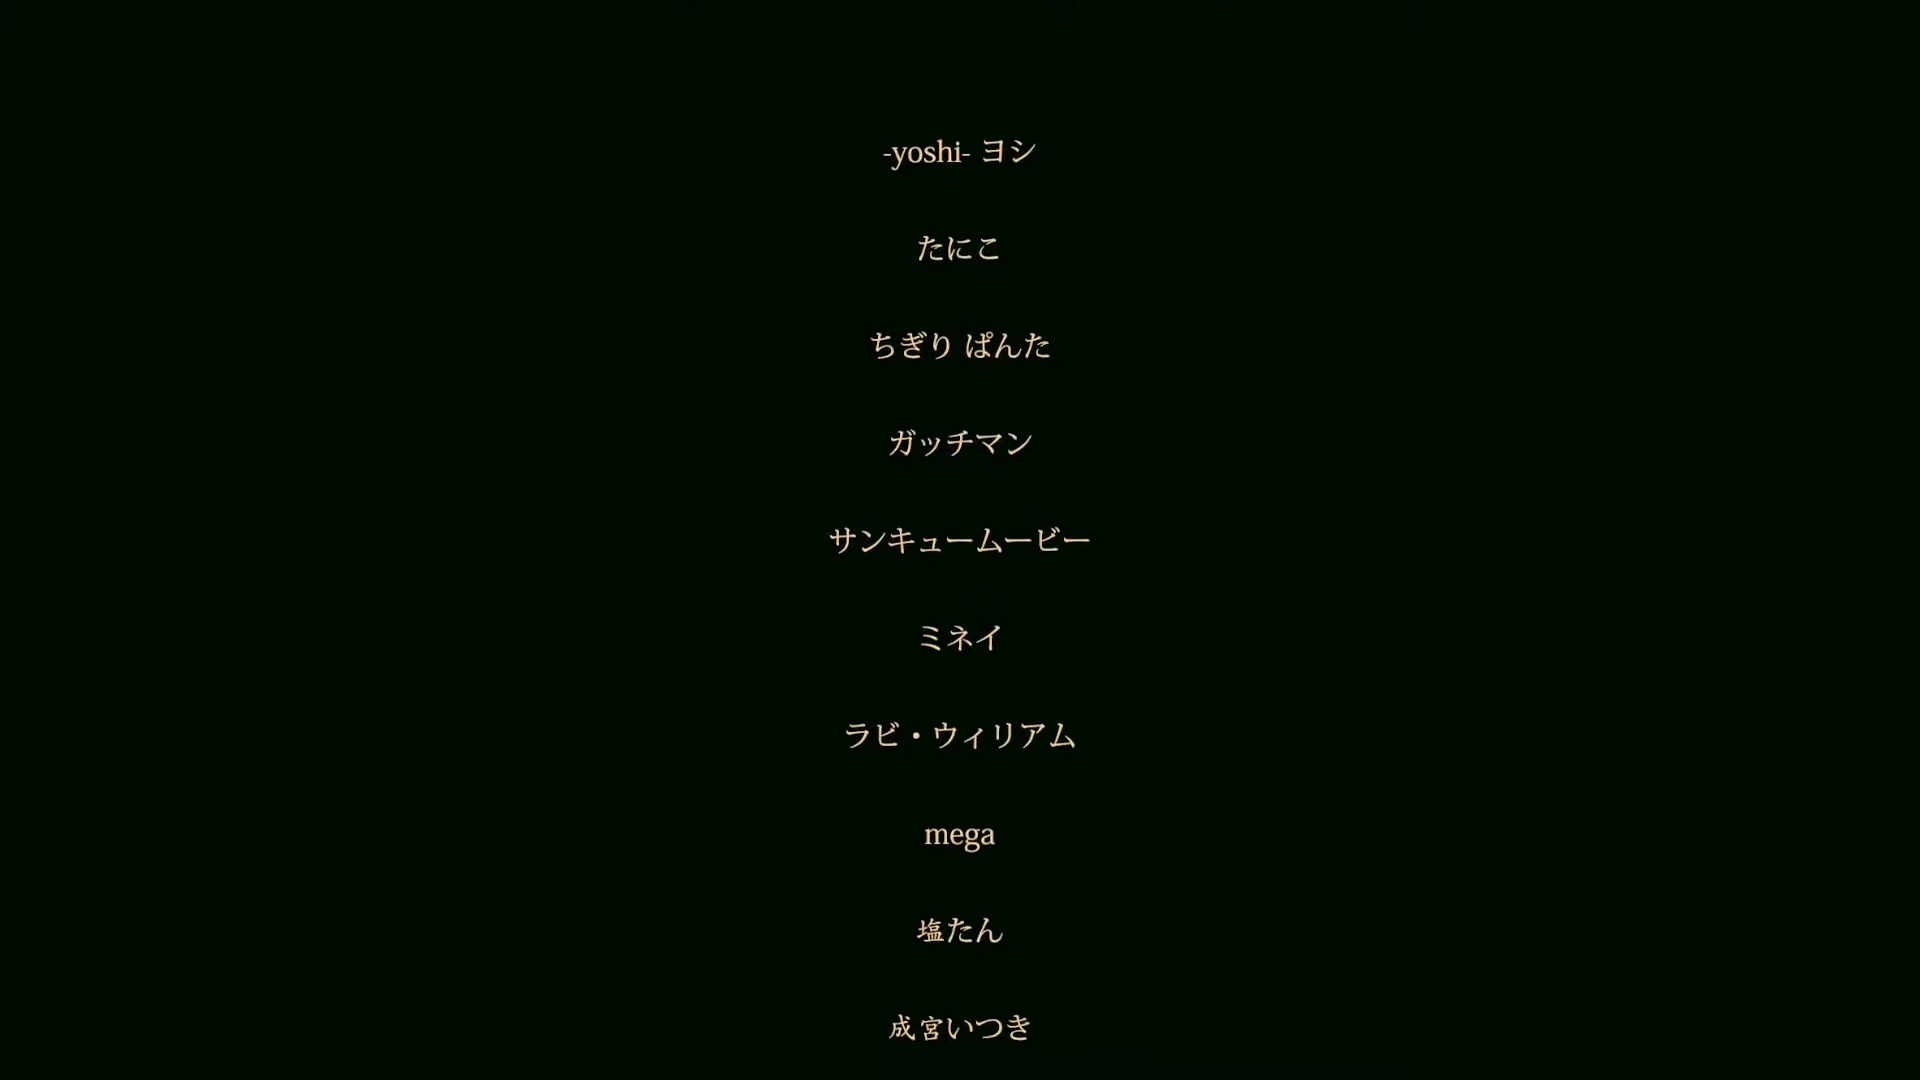 -yoshi- ヨシ
たにこ
ちぎり ぱんた
ガッチマン
サンキュームービー
ミネイ
ラビ・ウィリアム
mega
塩たん
成宮いつき